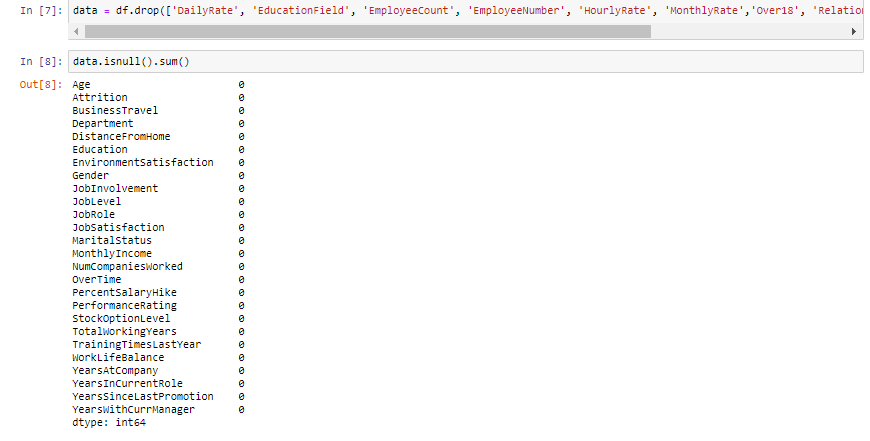 In [7]: data = df.drop(['DailyRate', 'EducationField', 'EmployeeCount', 'EmployeeNumber', 'HourlyRate', 'MonthlyRate','Over18', 'Relation
In [8]: data.isnull().sum()
Out[8]: Age 0
Attrition 0
BusinessTravel 0
Department 0
DistanceFromHome 0
Education 0
EnvironmentSatisfaction 0
Gender 0
JobInvolvement 0
JobLevel 0
JobRole 0
JobSatisfaction 0
MaritalStatus 0
MonthlyIncome 0
NumCompaniesWorked 0
OverTime 0
PercentSalaryHike 0
PerformanceRating 0
StockOptionLevel 0
TotalWorkingYears 0
TrainingTimesLastYear 0
WorkLifeBalance 0
YearsAtCompany 0
YearsInCurrentRole 0
YearsSinceLastPromotion 0
YearsWithCurrManager 0
dtype: int64